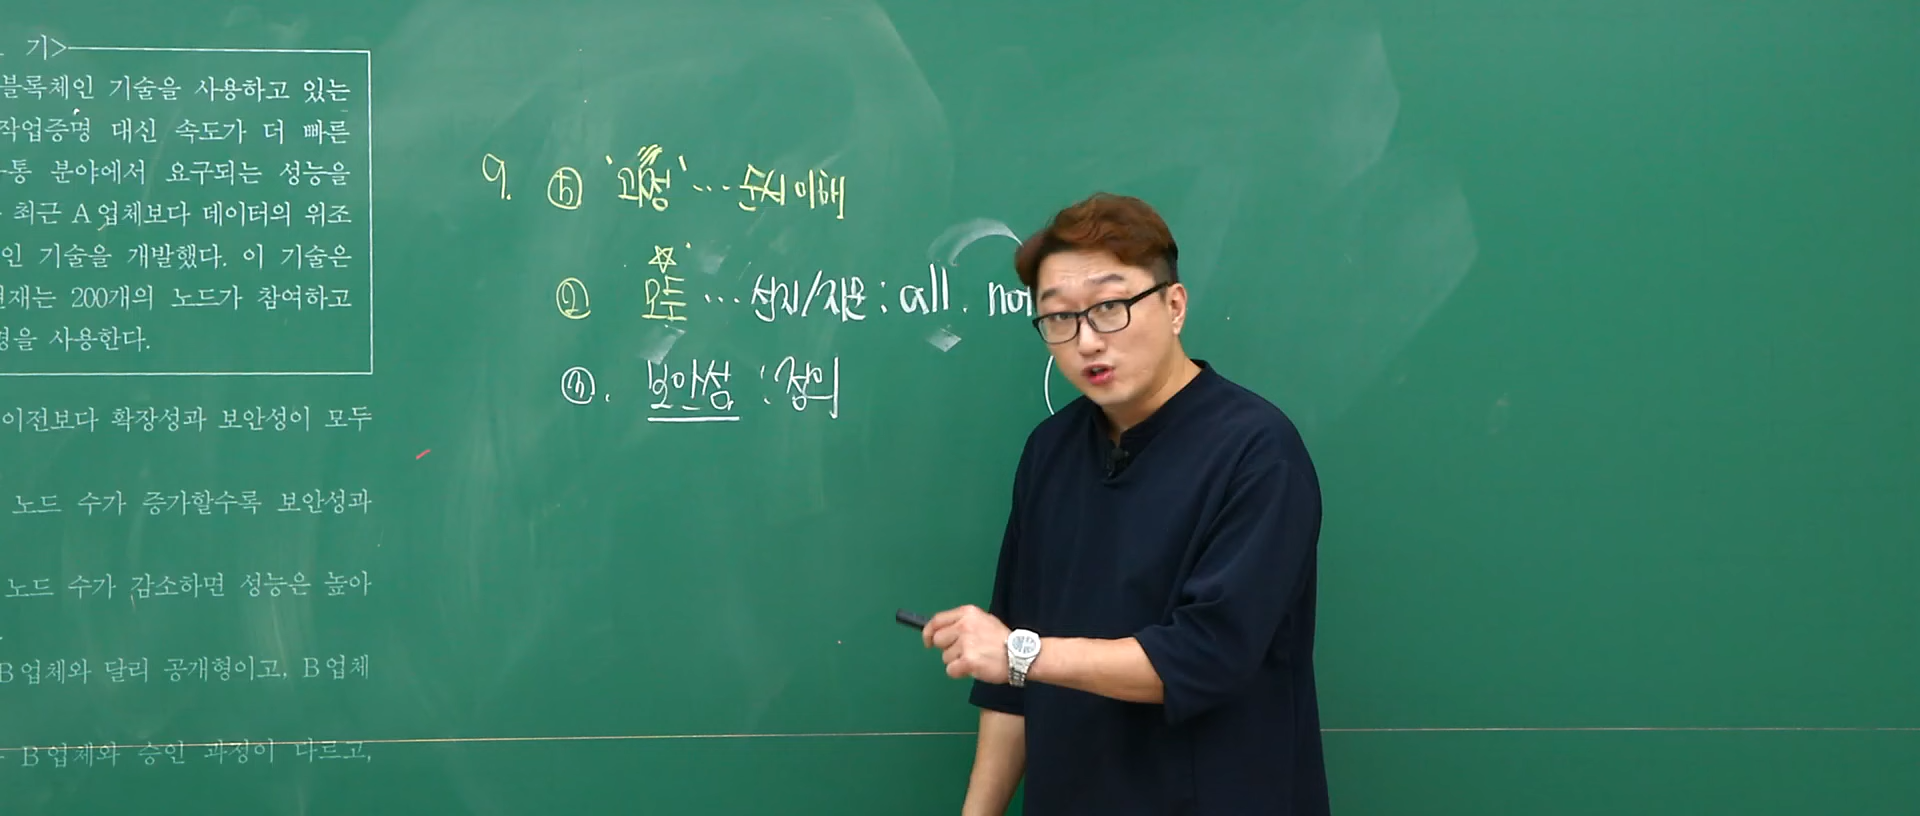 기>
블록체인 기술을 사용하고 있는
작업증명 대신 속도가 더 빠른
통 분야에서 요구되는 성능을
최근 A업체보다 데이터의 위조
인 기술을 개발했다. 이 기술은
재는 200개의 노드가 참여하고
명을 사용한다.
이전보다 확장성과 보안성이 모두
노드 수가 증가할수록 보안성과
노드 수가 감소하면 성능은 높아
B업체와 달리 공개형이고, B업체
B업체와 승인 과정이 다르고,
9. ⑤ '과정' … 순서 이해
② 모두 … 선지/지문 : all. not
③. 보안성 : 정의